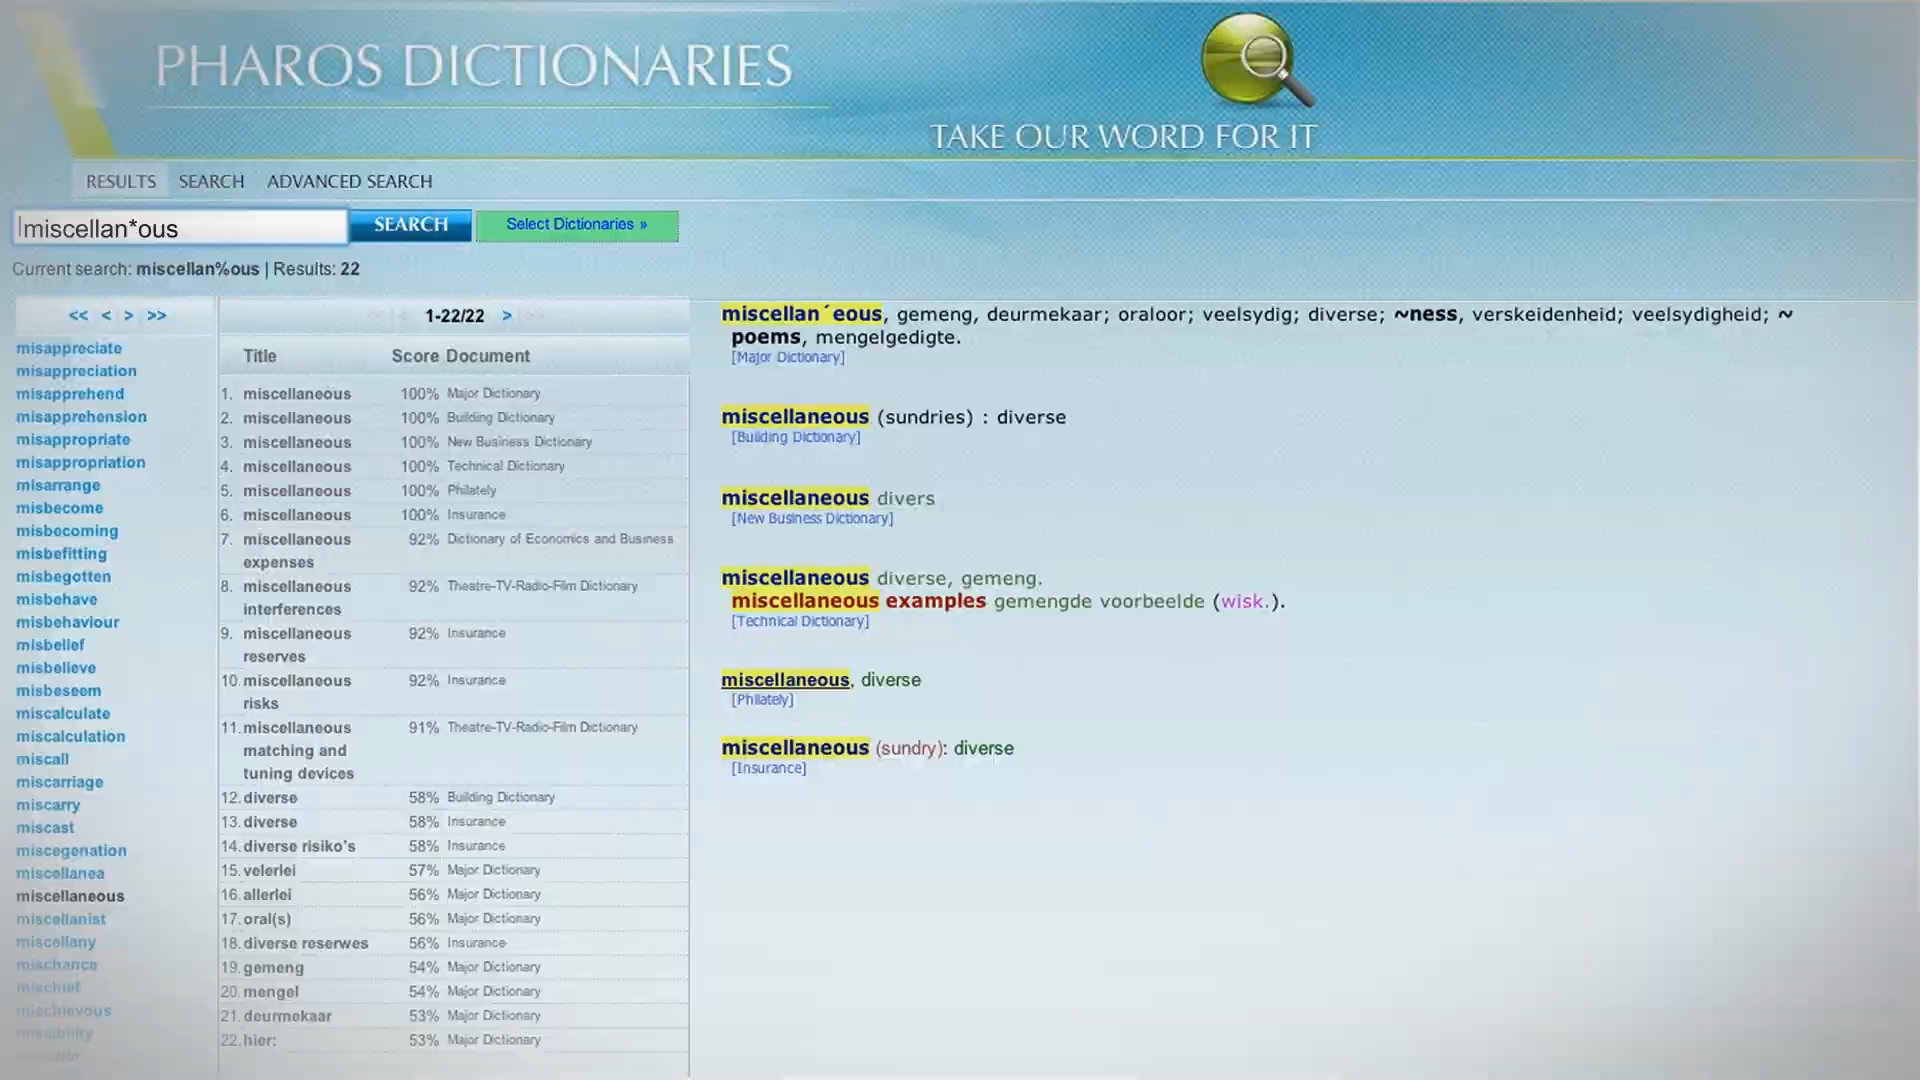 PHAROS DICTIONARIES
TAKE OUR WORD FOR IT
RESULTS SEARCH ADVANCED SEARCH
miscellan*ous SEARCH Select Dictionaries »
Current search: miscellan%ous | Results: 22
<< < > >>
misappreciate
misappreciation
misapprehend
misapprehension
misappropriate
misappropriation
misarrange
misbecome
misbecoming
misbefitting
misbegotten
misbehave
misbehaviour
misbelief
misbelieve
misbeseem
miscalculate
miscalculation
miscall
miscarriage
miscarry
miscast
miscegenation
miscellanea
miscellaneous
miscellanist
miscellany
mischance
mischief
mischievous
miscibility
<< < 1-22/22 > >>
Title Score Document
1. miscellaneous 100% Major Dictionary
2. miscellaneous 100% Building Dictionary
3. miscellaneous 100% New Business Dictionary
4. miscellaneous 100% Technical Dictionary
5. miscellaneous 100% Philately
6. miscellaneous 100% Insurance
7. miscellaneous 92% Dictionary of Economics and Business
expenses
8. miscellaneous 92% Theatre-TV-Radio-Film Dictionary
interferences
9. miscellaneous 92% Insurance
reserves
10. miscellaneous 92% Insurance
risks
11. miscellaneous 91% Theatre-TV-Radio-Film Dictionary
matching and
tuning devices
12. diverse 58% Building Dictionary
13. diverse 58% Insurance
14. diverse risiko's 58% Insurance
15. velerlei 57% Major Dictionary
16. allerlei 56% Major Dictionary
17. oral(s) 56% Major Dictionary
18. diverse reserwes 56% Insurance
19. gemeng 54% Major Dictionary
20. mengel 54% Major Dictionary
21. deurmekaar 53% Major Dictionary
22. hier: 53% Major Dictionary
miscellan´eous, gemeng, deurmekaar; oraloor; veelsydig; diverse; ~ness, verskeidenheid; veelsydigheid; ~
poems, mengelgedigte.
[Major Dictionary]
miscellaneous (sundries) : diverse
[Building Dictionary]
miscellaneous divers
[New Business Dictionary]
miscellaneous diverse, gemeng.
miscellaneous examples gemengde voorbeelde (wisk.).
[Technical Dictionary]
miscellaneous, diverse
[Philately]
miscellaneous (sundry): diverse
[Insurance]